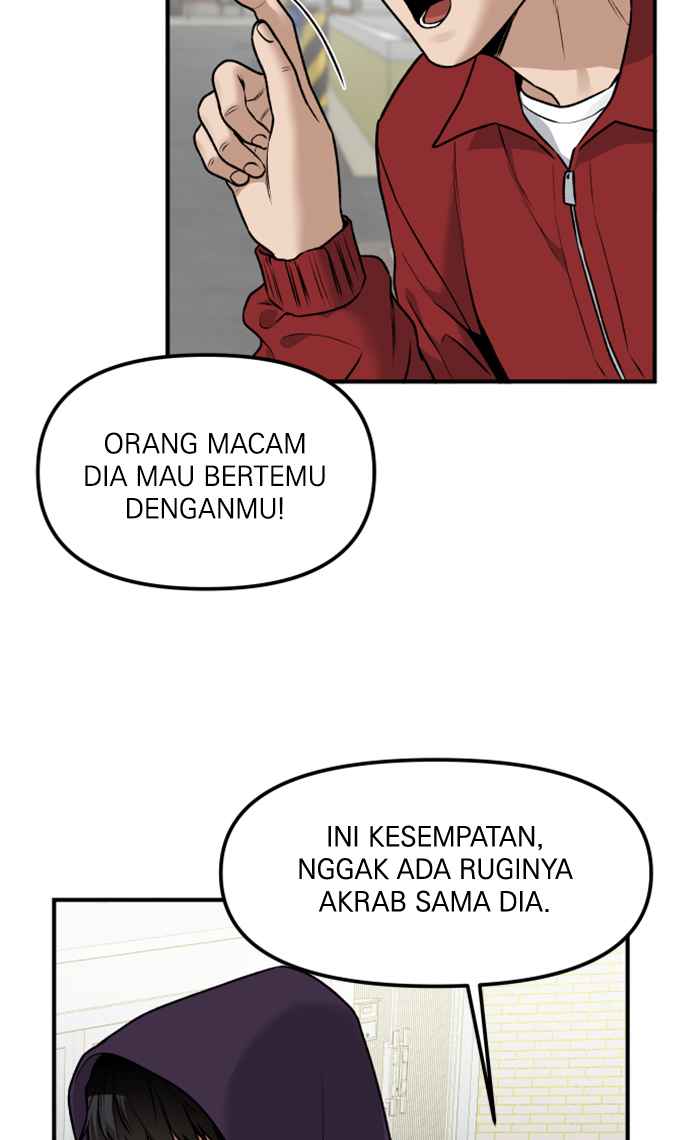 ORANG MACAM
DIA MAU BERTEMU
DENGANMU!
INI KESEMPATAN,
NGGAK ADA RUGINYA
AKRAB SAMA DIA.